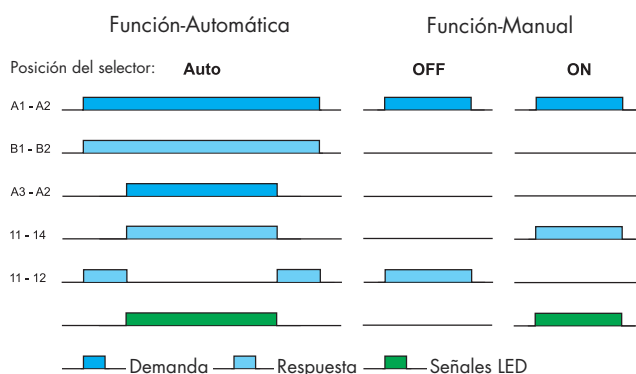 Función-Automática Función-Manual
Posición del selector: Auto OFF ON
A1 - A2
B1 - B2
A3 - A2
11 - 14
11 - 12
Demanda Respuesta Señales LED